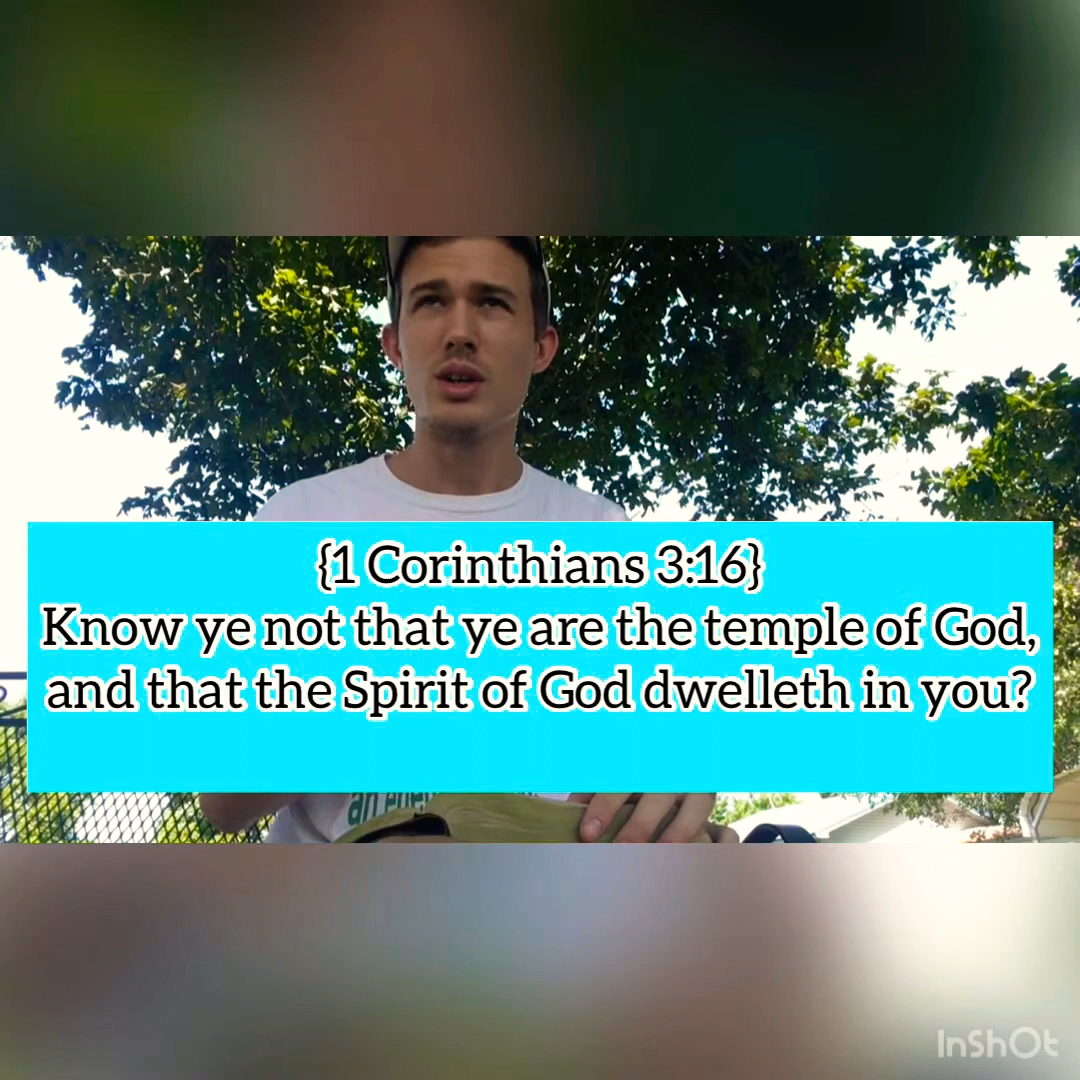 {1 Corinthians 3:16}
Know ye not that ye are the temple of God,
and that the Spirit of God dwelleth in you?
InShOt